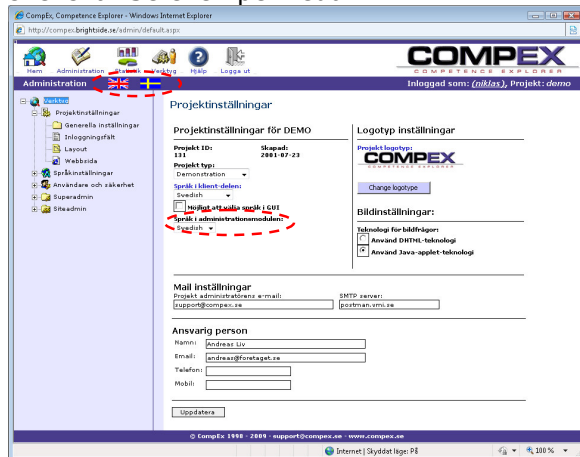 CompEx, Competence Explorer - Windows Internet Explorer
http://compex.brightside.se/admin/default.aspx
Hem Administration Statistik Verktyg Hjälp Logga ut
COMPEX
COMPETENCE EXPLORER
Administration
Inloggad som: (niklas), Projekt: demo
Verktyg
Projektinställningar
Generella inställningar
Inloggningsfält
Layout
Webbsida
Språkinställningar
Användare och säkerhet
Superadmin
Siteadmin
Projektinställningar
Projektinställningar för DEMO
Projekt ID: Skapad:
131 2001-07-23
Projekt typ:
Demonstration
Språk i klient-delen:
Swedish
Möjligt att välja språk i GUI
Språk i administrationsmodulen:
Swedish
Logotyp inställningar
Projekt logotyp:
COMPEX
COMPETENCE EXPLORER
Change logotype
Bildinställningar:
Teknologi för bildfrågor:
Använd DHTML-teknologi
Använd Java-applet-teknologi
Mail inställningar
Projekt administratörens e-mail: SMTP server:
support@compex.se postman.vmi.se
Ansvarig person
Namn: Andreas Liv
Email: andreas@foretaget.se
Telefon:
Mobil:
Uppdatera
© CompEx 1998 - 2009 - support@compex.se - www.compex.se
Internet | Skyddat läge: På 100 %